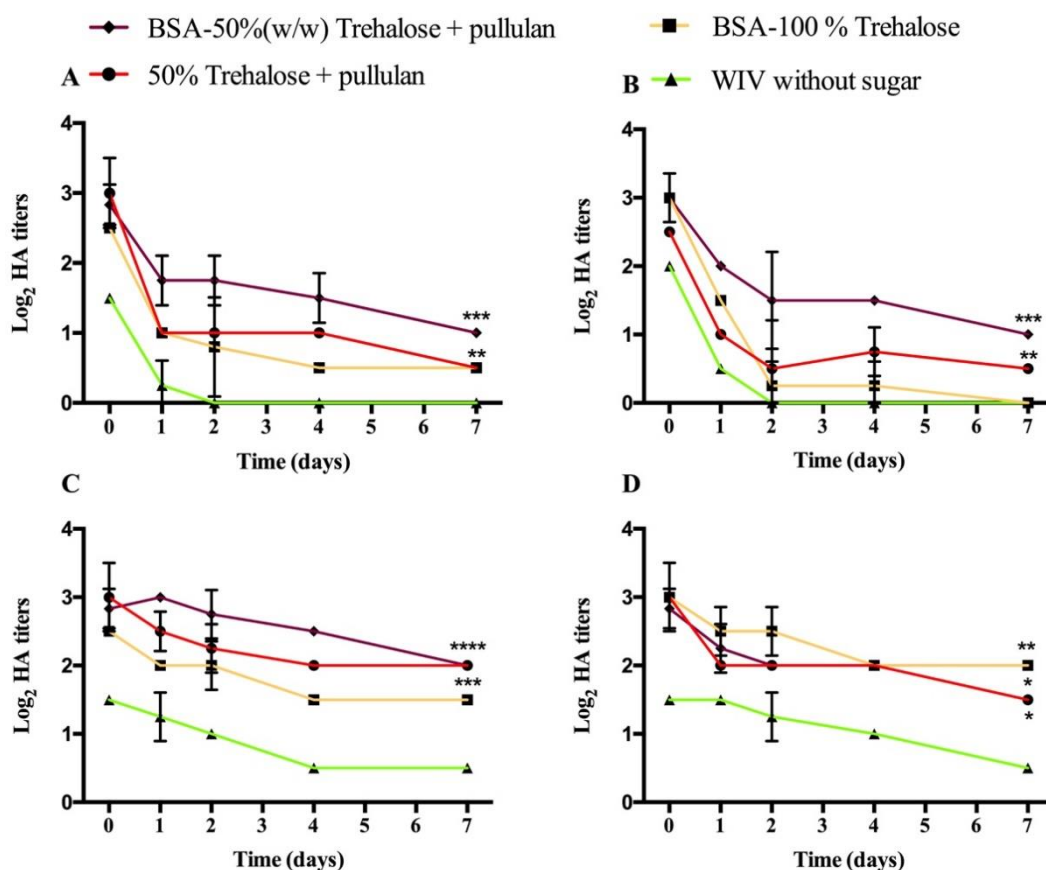 BSA-50%(w/w) Trehalose + pullulan
BSA-100 % Trehalose
50% Trehalose + pullulan
WIV without sugar
A
4
3
2
1
0
Log2 HA titers
0 1 2 3 4 5 6 7
Time (days)
***
**
B
4
3
2
1
0
Log2 HA titers
0 1 2 3 4 5 6 7
Time (days)
***
**
C
4
3
2
1
0
Log2 HA titers
0 1 2 3 4 5 6 7
Time (days)
****
***
D
4
3
2
1
0
Log2 HA titers
0 1 2 3 4 5 6 7
Time (days)
**
*
*